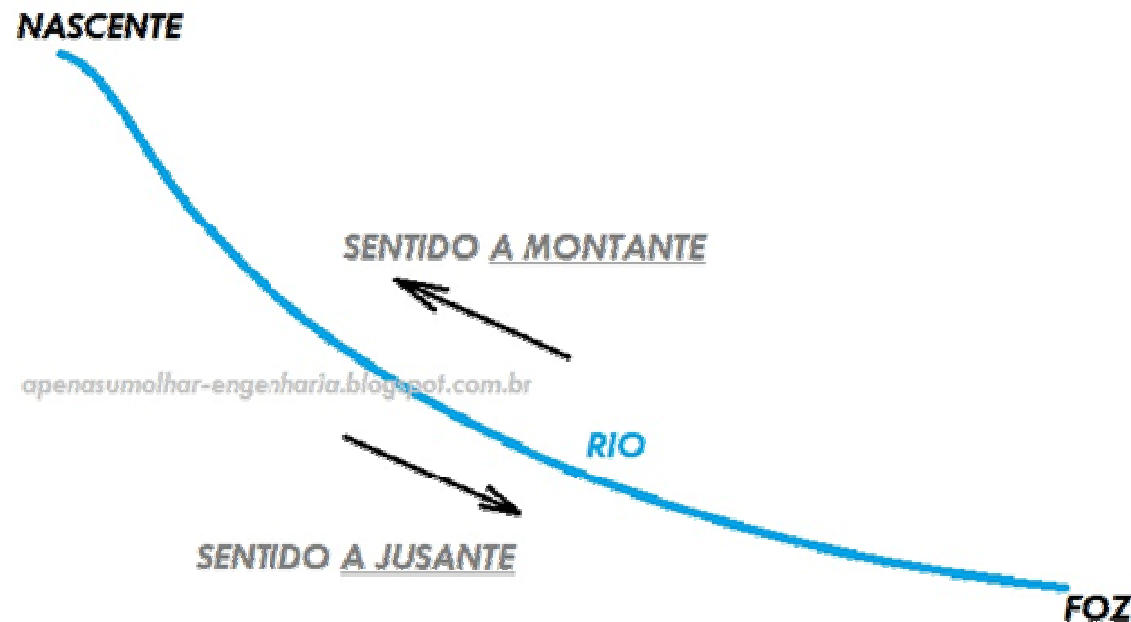 NASCENTE
SENTIDO A MONTANTE
apenasumolhar-engenharia.blogspot.com.br
RIO
SENTIDO A JUSANTE
FOZ